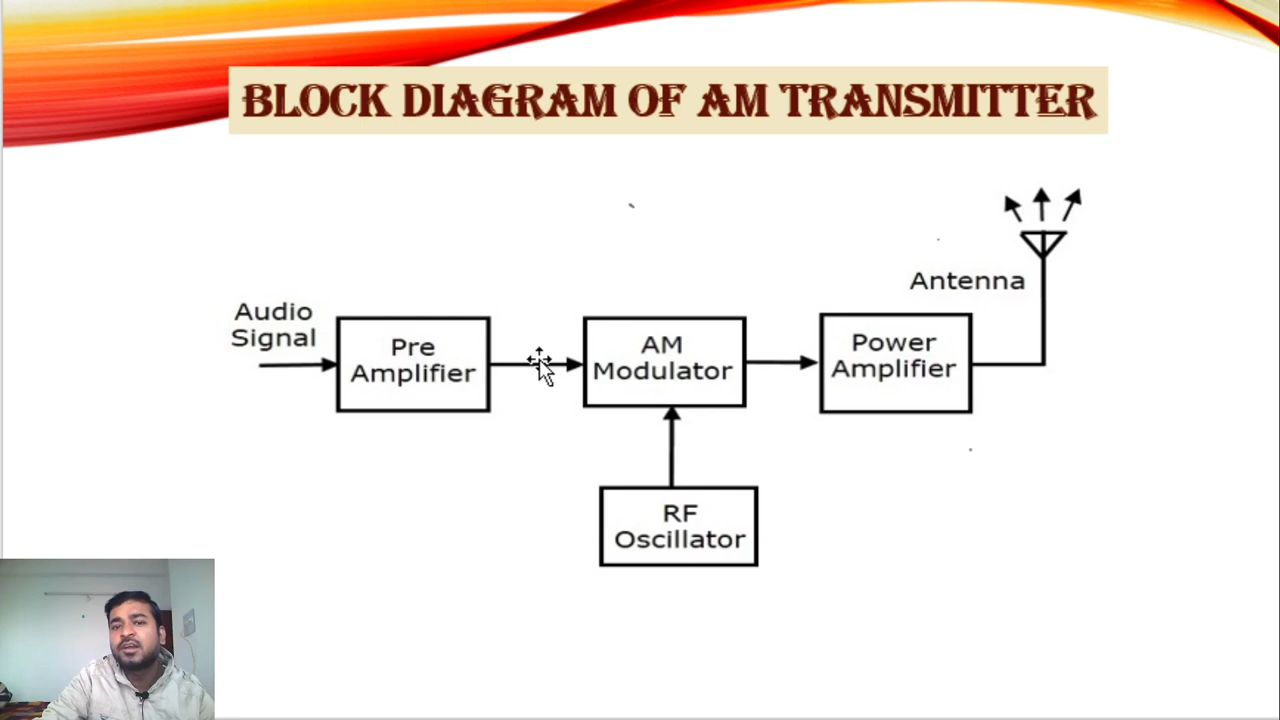 BLOCK DIAGRAM OF AM TRANSMITTER
Antenna
Audio
Signal
Pre
Amplifier
AM
Modulator
Power
Amplifier
RF
Oscillator